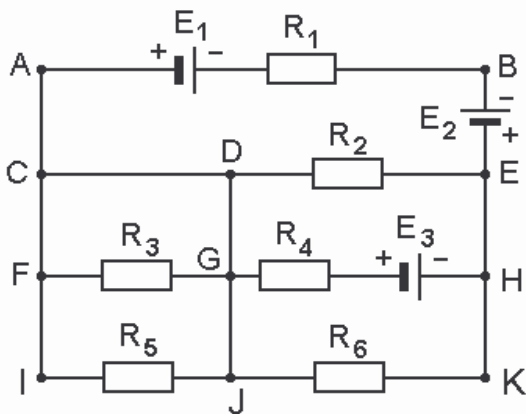 E1
+ − R1
A B
−
E2
+
D R2
C E
R3 R4 E3
+ −
F G H
R5 R6
I J K